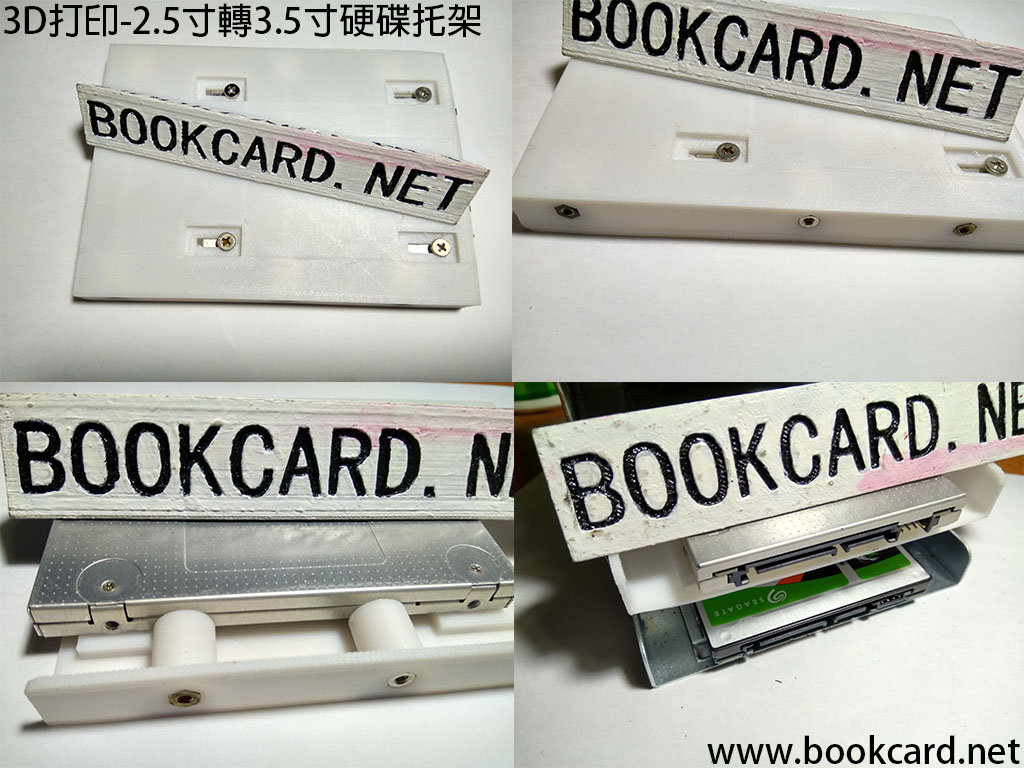 3D打印-2.5寸轉3.5寸硬碟托架
BOOKCARD. NET
BOOKCARD. NET
BOOKCARD. N
BOOKCARD. NE
SEAGATE
www.bookcard.net